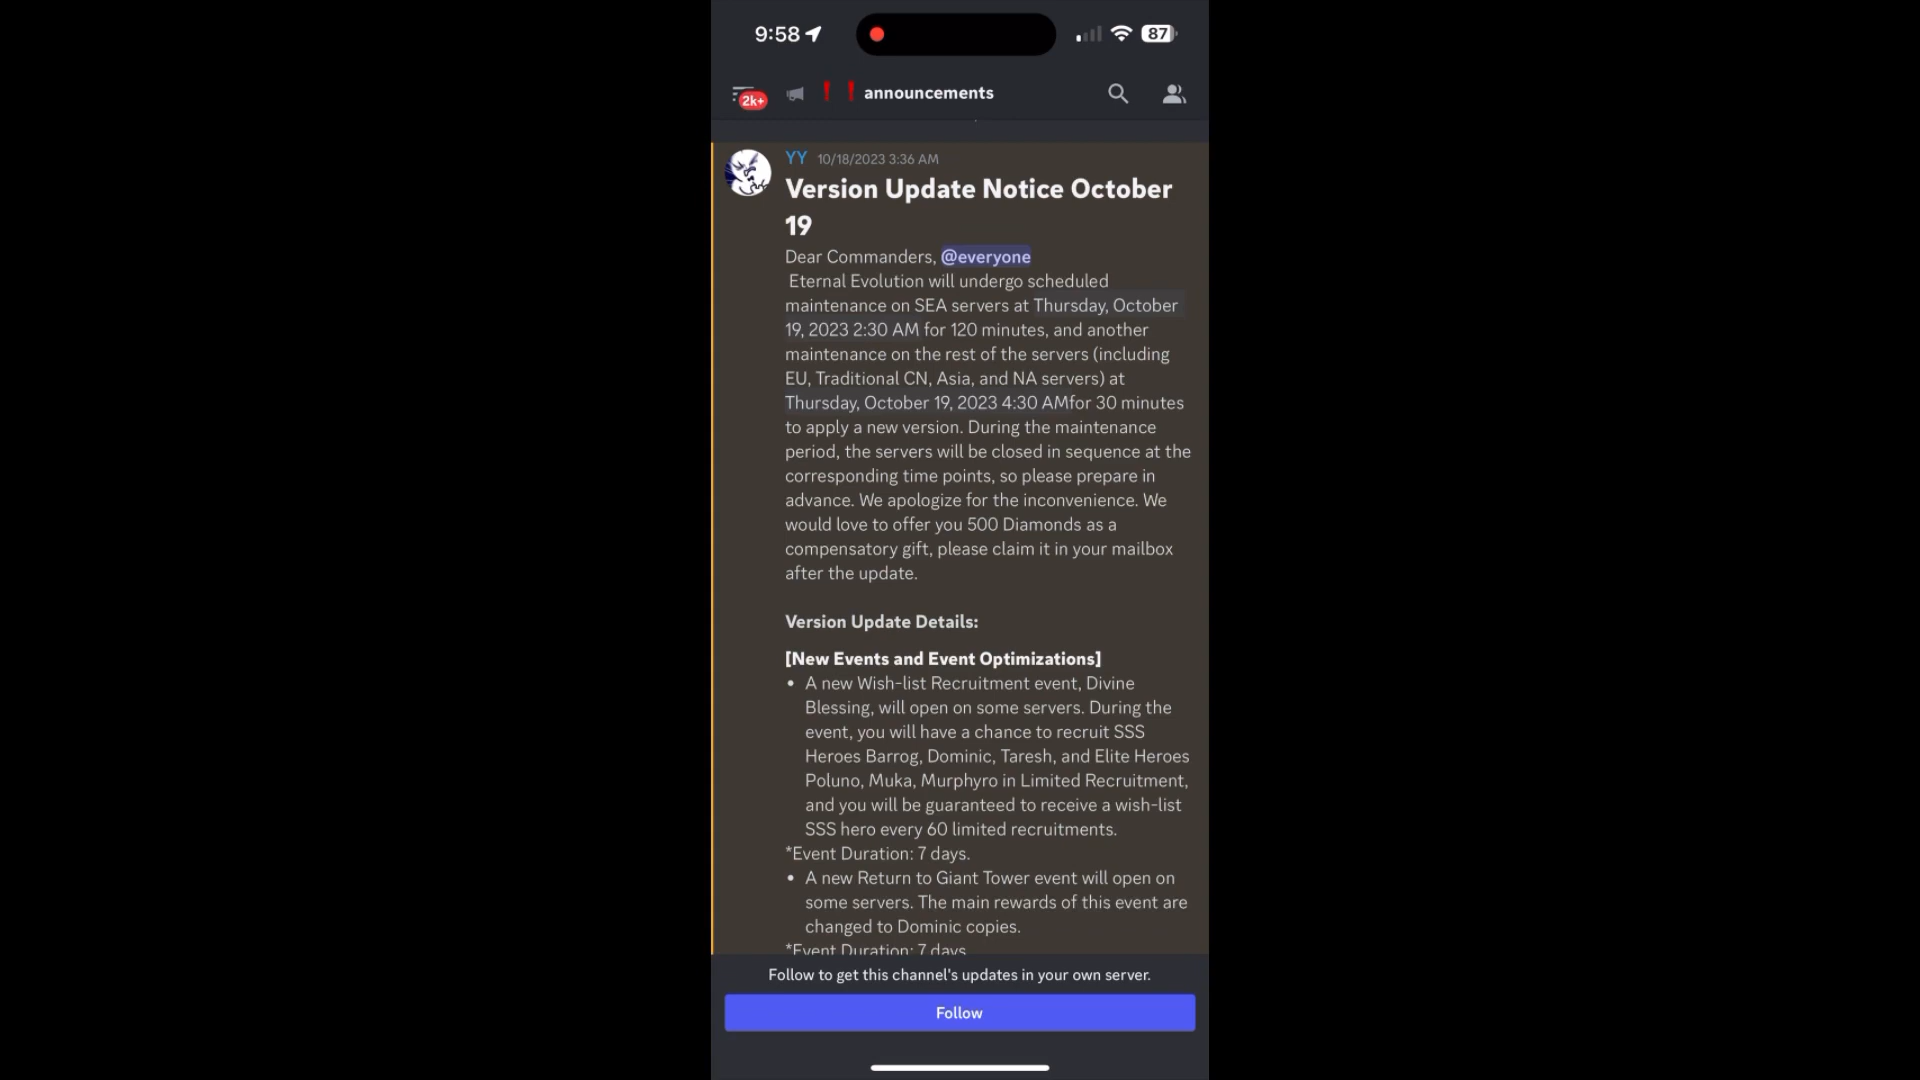 9:58
87
2k+
❗❗announcements
YY 10/18/2023 3:36 AM
Version Update Notice October
19
Dear Commanders, @everyone
Eternal Evolution will undergo scheduled
maintenance on SEA servers at Thursday, October
19, 2023 2:30 AM for 120 minutes, and another
maintenance on the rest of the servers (including
EU, Traditional CN, Asia, and NA servers) at
Thursday, October 19, 2023 4:30 AMfor 30 minutes
to apply a new version. During the maintenance
period, the servers will be closed in sequence at the
corresponding time points, so please prepare in
advance. We apologize for the inconvenience. We
would love to offer you 500 Diamonds as a
compensatory gift, please claim it in your mailbox
after the update.
Version Update Details:
[New Events and Event Optimizations]
• A new Wish-list Recruitment event, Divine
Blessing, will open on some servers. During the
event, you will have a chance to recruit SSS
Heroes Barrog, Dominic, Taresh, and Elite Heroes
Poluno, Muka, Murphyro in Limited Recruitment,
and you will be guaranteed to receive a wish-list
SSS hero every 60 limited recruitments.
*Event Duration: 7 days.
• A new Return to Giant Tower event will open on
some servers. The main rewards of this event are
changed to Dominic copies.
*Event Duration: 7 days
Follow to get this channel's updates in your own server.
Follow